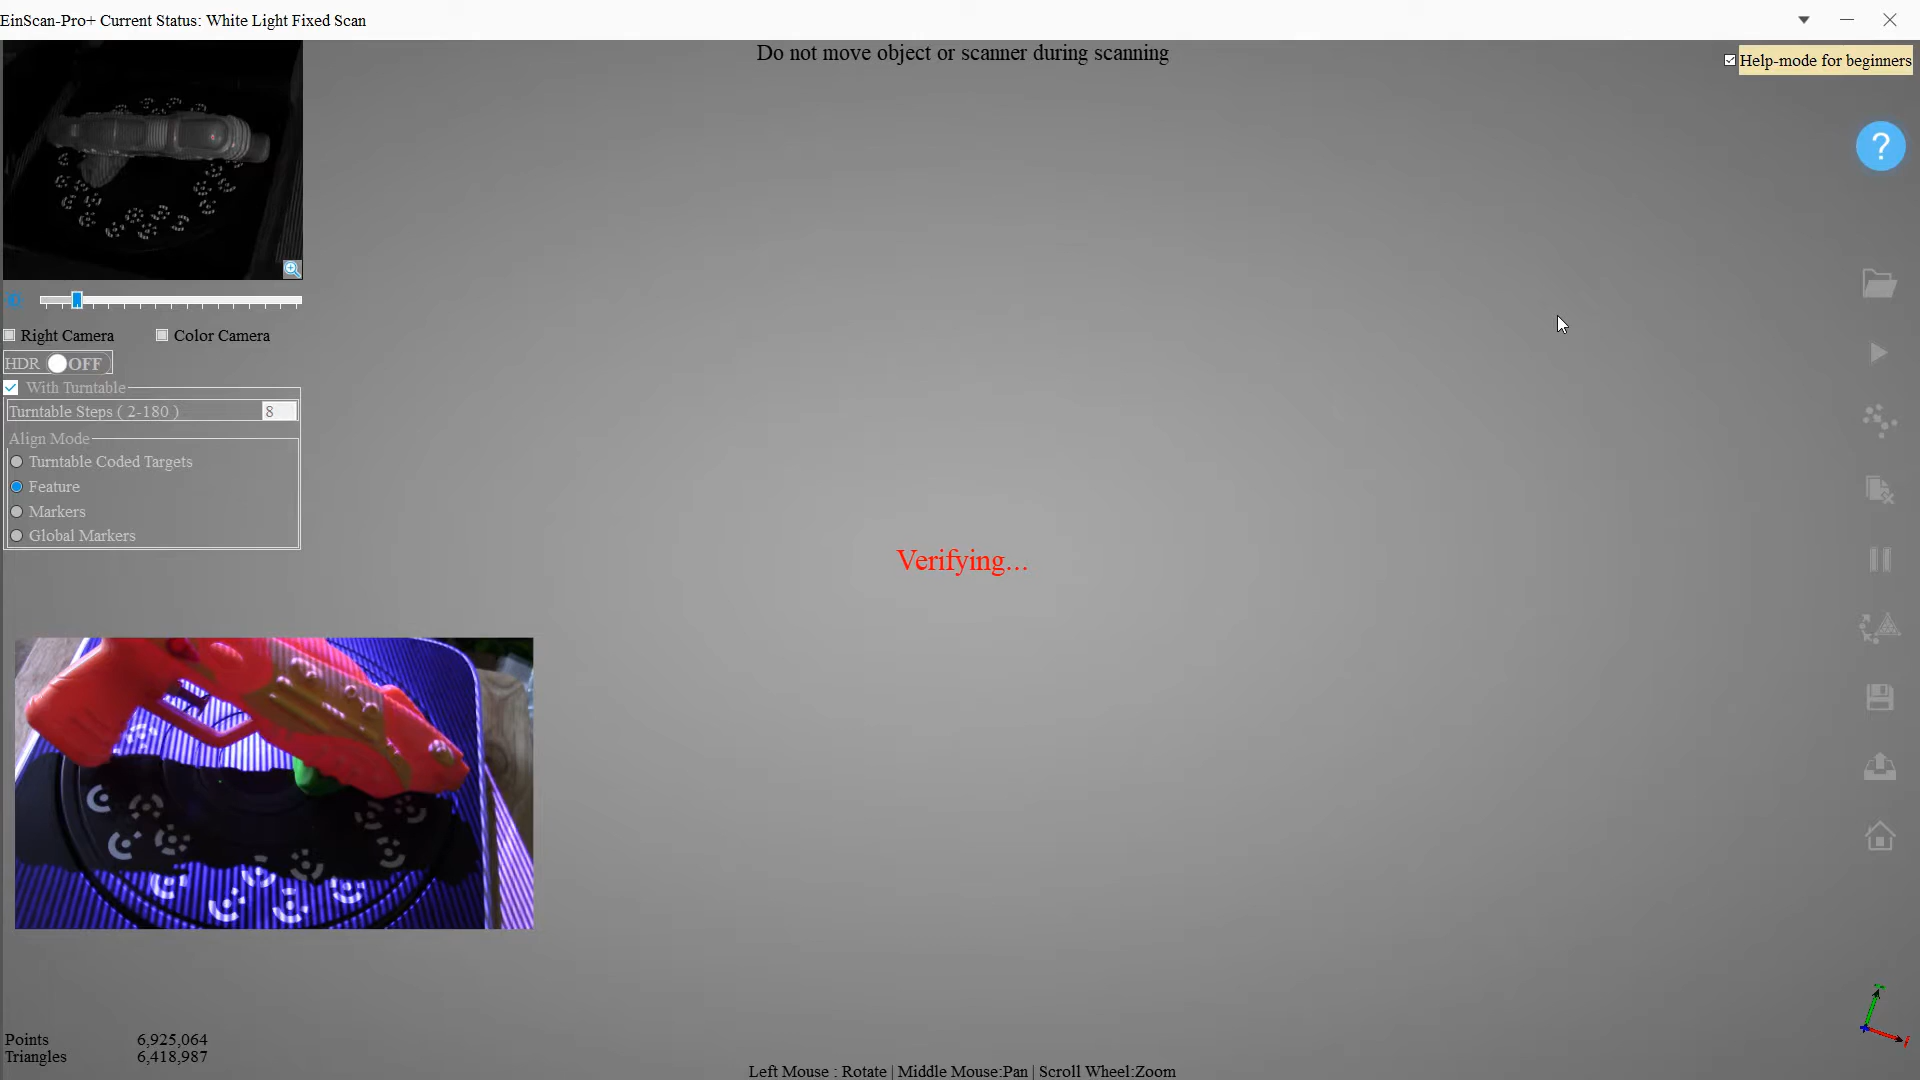 EinScan-Pro+ Current Status: White Light Fixed Scan
Do not move object or scanner during scanning
Help-mode for beginners
?
Right Camera
Color Camera
HDR OFF
With Turntable
Turntable Steps ( 2-180 ) 8
Align Mode
Turntable Coded Targets
Feature
Markers
Global Markers
Verifying...
Points 6,925,064
Triangles 6,418,987
Left Mouse : Rotate | Middle Mouse:Pan | Scroll Wheel:Zoom